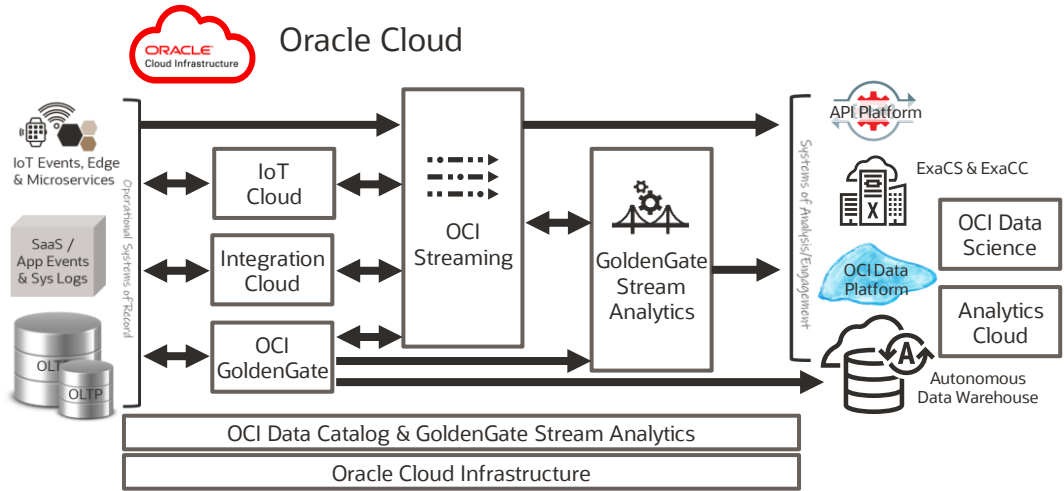 ORACLE
Cloud Infrastructure
Oracle Cloud
IoT Events, Edge
& Microservices
SaaS /
App Events
& Sys Logs
OLTP
Operational Systems of Record
IoT
Cloud
Integration
Cloud
OCI
GoldenGate
OCI
Streaming
GoldenGate
Stream
Analytics
Systems of Analysis/Engagement
API Platform
ExaCS & ExaCC
X
OCI Data
Platform
A
Autonomous
Data Warehouse
OCI Data
Science
Analytics
Cloud
OCI Data Catalog & GoldenGate Stream Analytics
Oracle Cloud Infrastructure